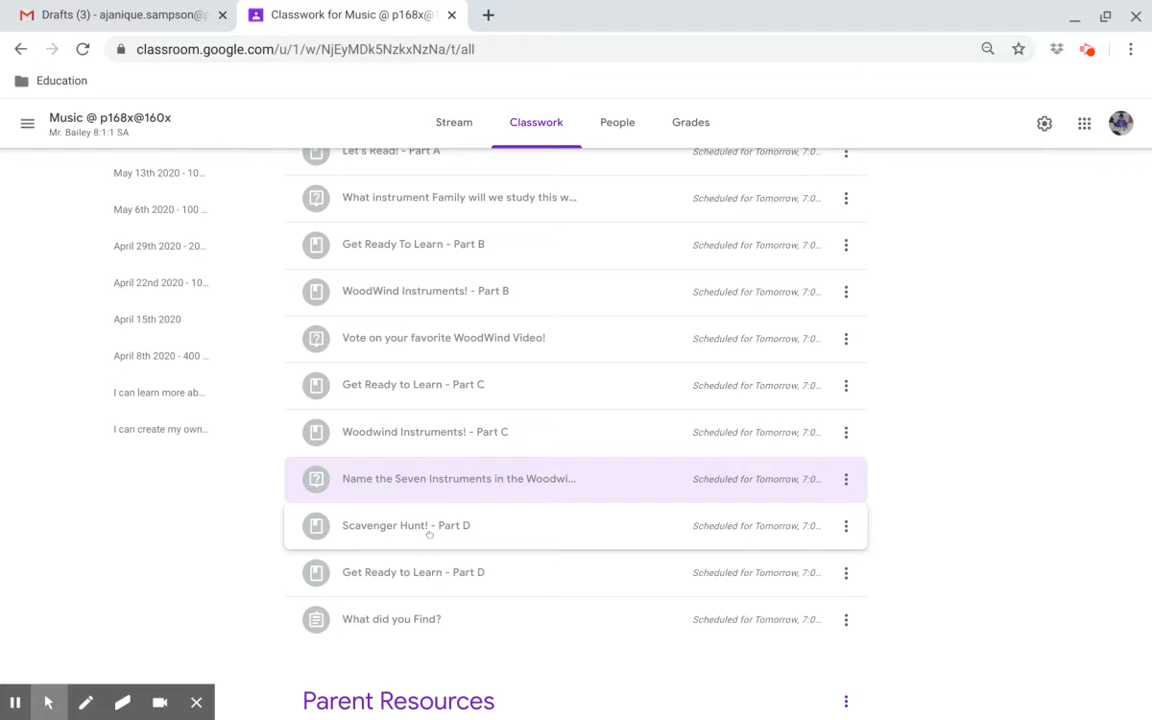 Drafts (3) - ajanique.sampson@
Classwork for Music @ p168x@
classroom.google.com/u/1/w/NjEyMDk5NzkxNzNa/t/all
Education
Music @ p168x@160x
Mr. Bailey 8:1:1 SA
Stream
Classwork
People
Grades
May 13th 2020 - 10...
May 6th 2020 - 100 ...
April 29th 2020 - 20...
April 22nd 2020 - 10...
April 15th 2020
April 8th 2020 - 400 ...
I can learn more ab...
I can create my own...
Let's Read! - Part A
Scheduled for Tomorrow, 7:0...
What instrument Family will we study this w...
Scheduled for Tomorrow, 7:0...
Get Ready To Learn - Part B
Scheduled for Tomorrow, 7:0...
WoodWind Instruments! - Part B
Scheduled for Tomorrow, 7:0...
Vote on your favorite WoodWind Video!
Scheduled for Tomorrow, 7:0...
Get Ready to Learn - Part C
Scheduled for Tomorrow, 7:0...
Woodwind Instruments! - Part C
Scheduled for Tomorrow, 7:0...
Name the Seven Instruments in the Woodwi...
Scheduled for Tomorrow, 7:0...
Scavenger Hunt! - Part D
Scheduled for Tomorrow, 7:0...
Get Ready to Learn - Part D
Scheduled for Tomorrow, 7:0...
What did you Find?
Scheduled for Tomorrow, 7:0...
Parent Resources